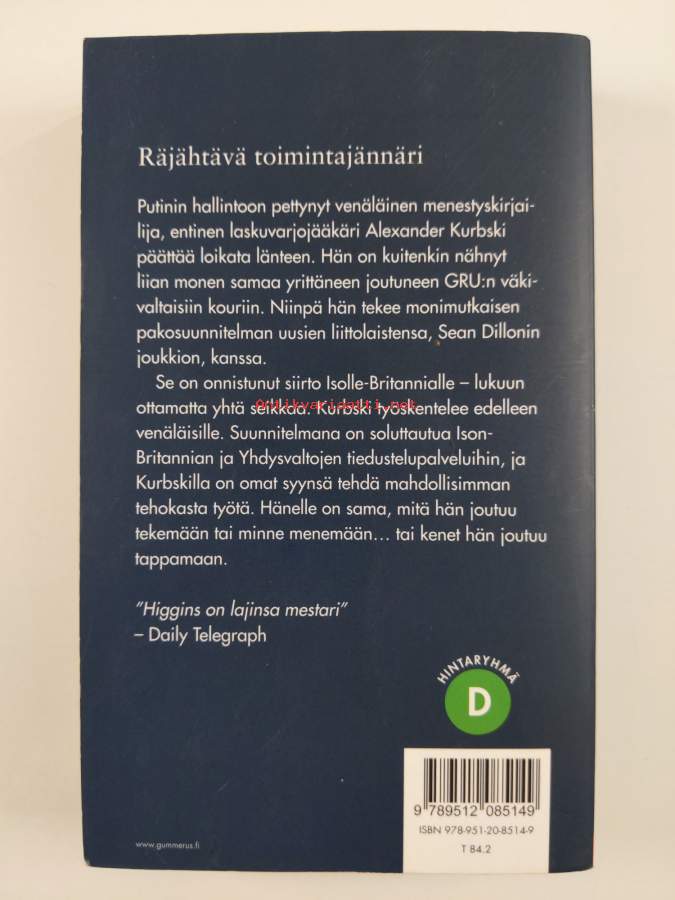 Räjähtävä toimintajännäri
Putinin hallintoon pettynyt venäläinen menestyskirjai-
lija, entinen laskuvarjojääkäri Alexander Kurbski
päättää loikata länteen. Hän on kuitenkin nähnyt
liian monen samaa yrittäneen joutuneen GRU:n väki-
valtaisiin kouriin. Niinpä hän tekee monimutkaisen
pakosuunnitelman uusien liittolaistensa, Sean Dillonin
joukkion, kanssa.
Se on onnistunut siirto Isolle-Britannialle – lukuun
ottamatta yhtä seikkaa. Kurbski työskentelee edelleen
Antikvariaatti.net
venäläisille. Suunnitelmana on soluttautua Ison-
Britannian ja Yhdysvaltojen tiedustelupalveluihin, ja
Kurbskilla on omat syynsä tehdä mahdollisimman
tehokasta työtä. Hänelle on sama, mitä hän joutuu
tekemään tai minne menemään... tai kenet hän joutuu
tappamaan.
"Higgins on lajinsa mestari"
– Daily Telegraph
HINTARYHMÄ
D
9 789512 085149
ISBN 978-951-20-8514-9
T 84.2
www.gummerus.fi